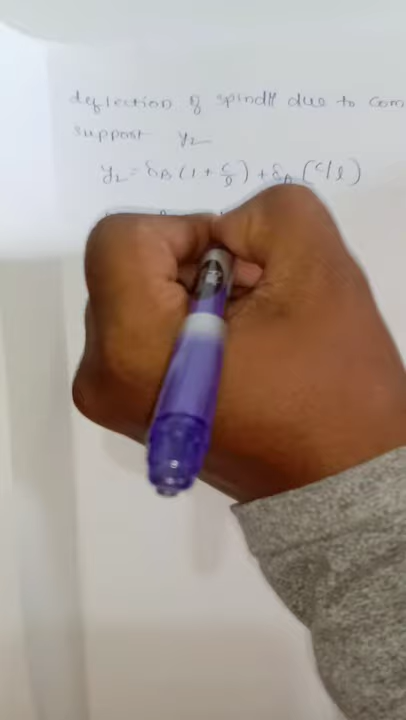 deflection of spindle due to com
support y₂
y₂ = δB (1 + c/l) + δA (c/l)